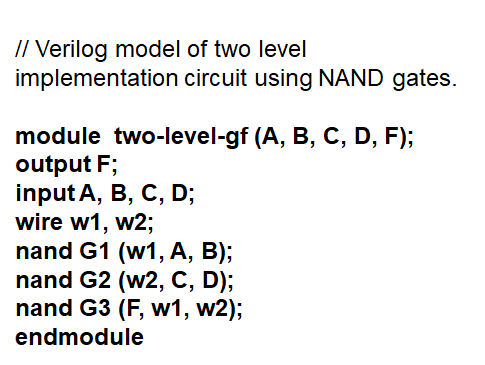 // Verilog model of two level
implementation circuit using NAND gates.
module two-level-gf (A, B, C, D, F);
output F;
input A, B, C, D;
wire w1, w2;
nand G1 (w1, A, B);
nand G2 (w2, C, D);
nand G3 (F, w1, w2);
endmodule